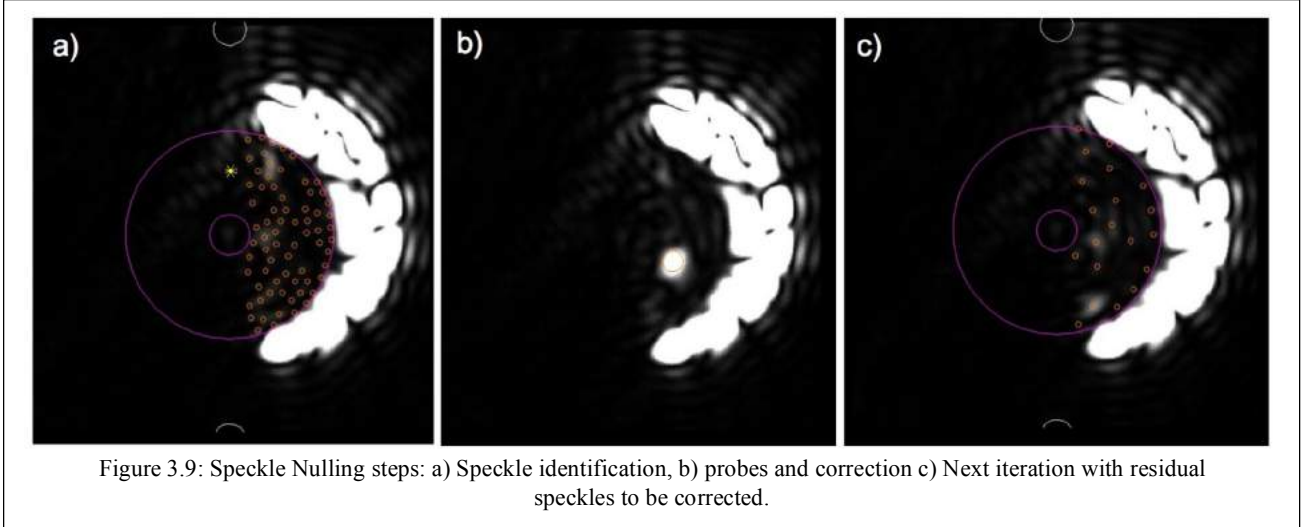 a)
b)
c)
Figure 3.9: Speckle Nulling steps: a) Speckle identification, b) probes and correction c) Next iteration with residual
speckles to be corrected.